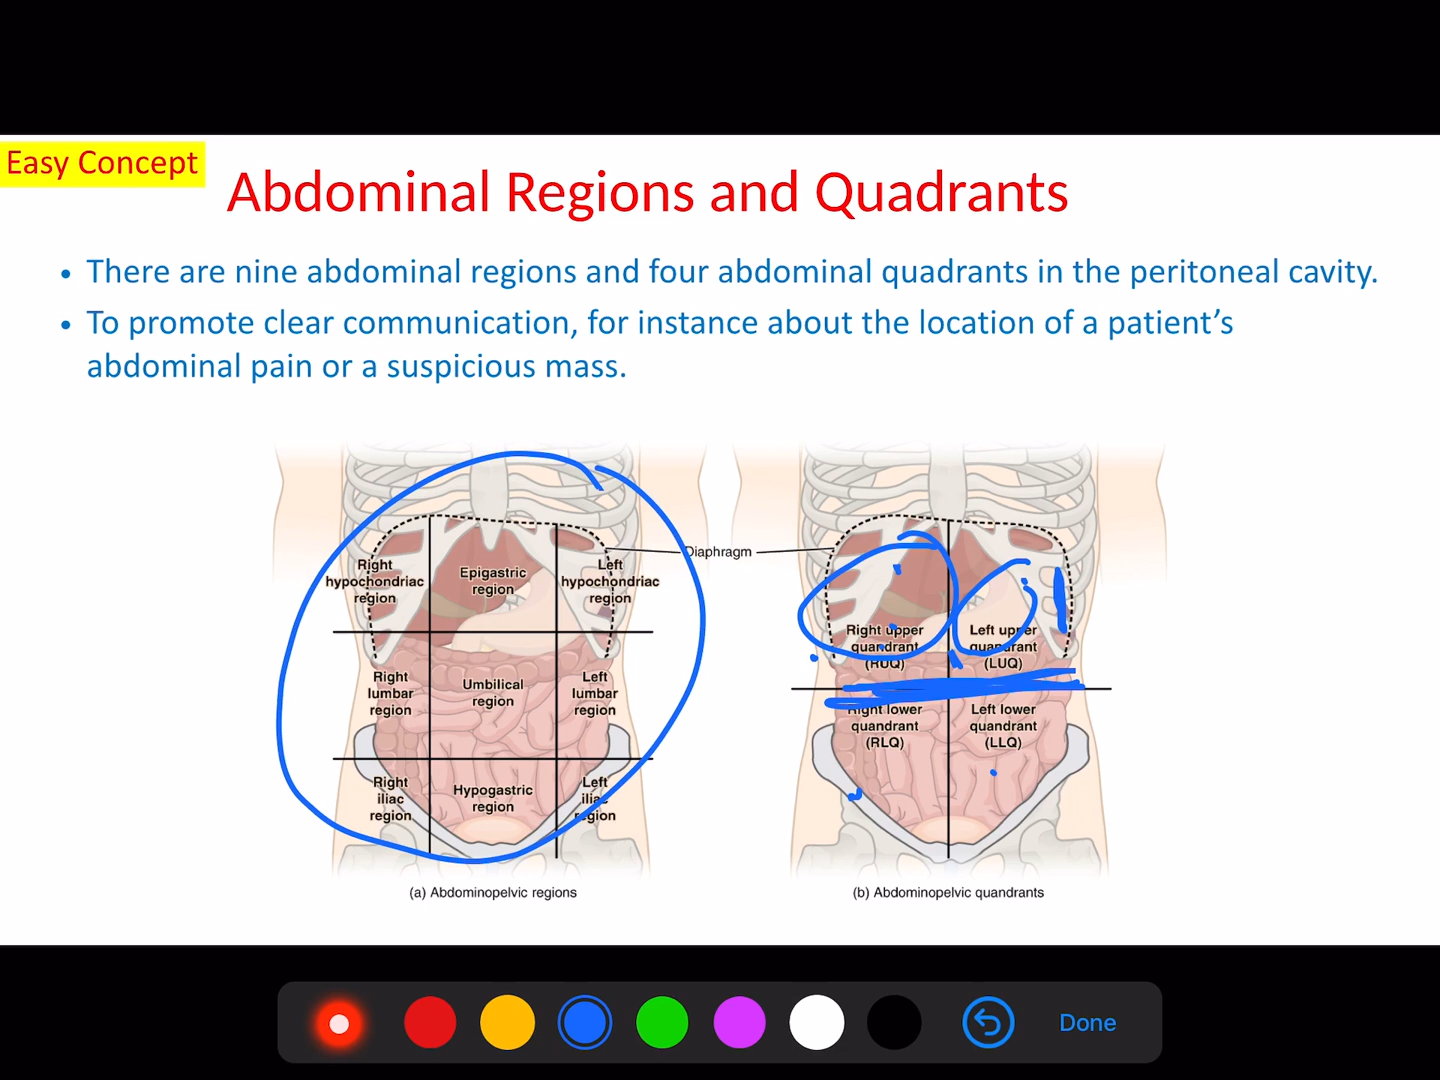 Easy Concept
Abdominal Regions and Quadrants
• There are nine abdominal regions and four abdominal quadrants in the peritoneal cavity.
• To promote clear communication, for instance about the location of a patient’s
abdominal pain or a suspicious mass.
Right
hypochondriac
region
Epigastric
region
Left
hypochondriac
region
Right
lumbar
region
Umbilical
region
Left
lumbar
region
Right
iliac
region
Hypogastric
region
Left
iliac
region
(a) Abdominopelvic regions
Diaphragm
Right upper
quandrant
(RUQ)
Left upper
quandrant
(LUQ)
Right lower
quandrant
(RLQ)
Left lower
quandrant
(LLQ)
(b) Abdominopelvic quandrants
Done